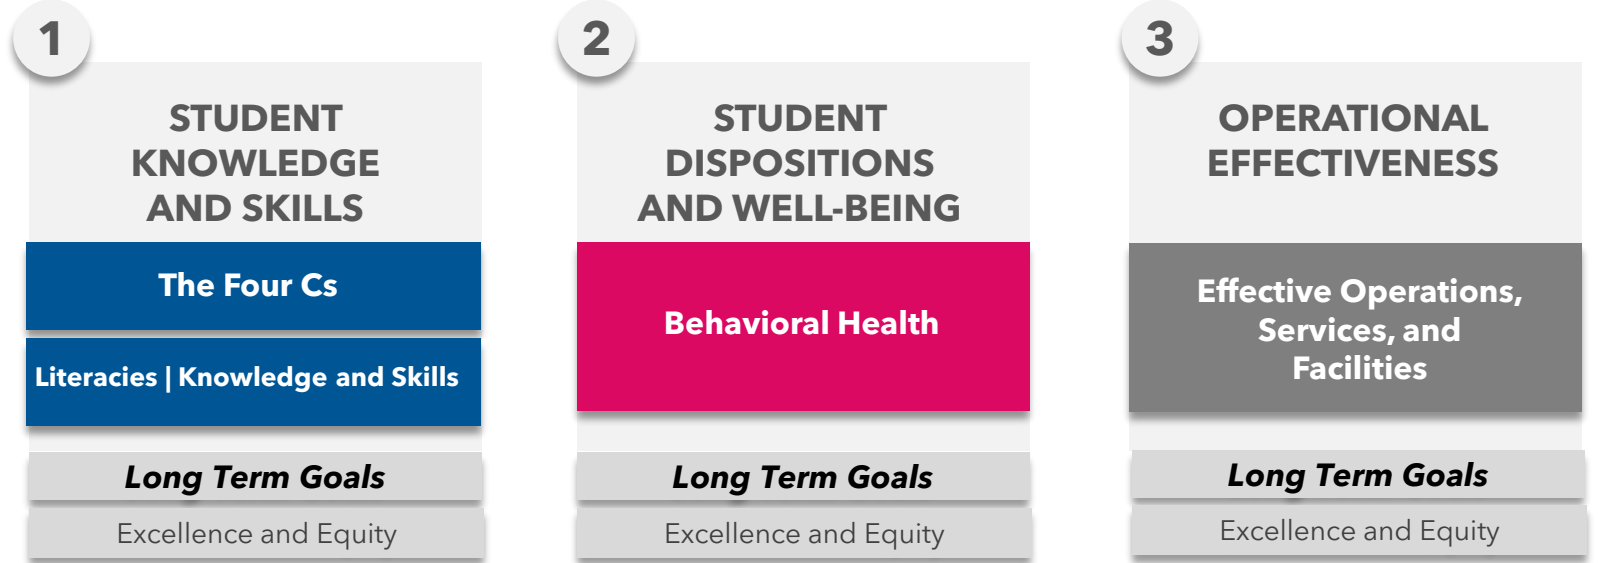 1
STUDENT
KNOWLEDGE
AND SKILLS
The Four Cs
Literacies | Knowledge and Skills
Long Term Goals
Excellence and Equity
2
STUDENT
DISPOSITIONS
AND WELL-BEING
Behavioral Health
Long Term Goals
Excellence and Equity
3
OPERATIONAL
EFFECTIVENESS
Effective Operations,
Services, and
Facilities
Long Term Goals
Excellence and Equity